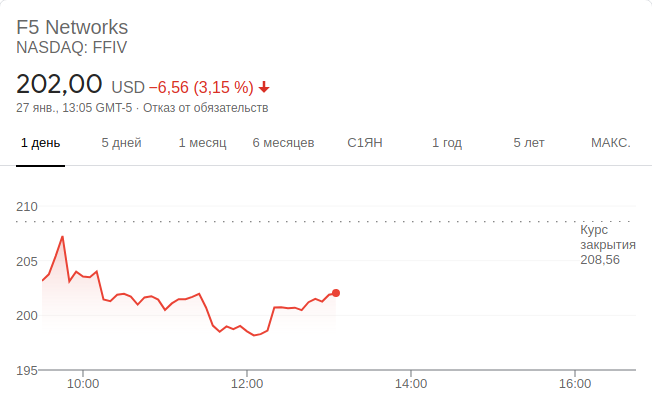 F5 Networks
NASDAQ: FFIV
202,00 USD −6,56 (3,15 %)
27 янв., 13:05 GMT-5 · Отказ от обязательств
1 день 5 дней 1 месяц 6 месяцев С1ЯН 1 год 5 лет МАКС.
210
Курс
закрытия
208,56
205
200
195
10:00 12:00 14:00 16:00